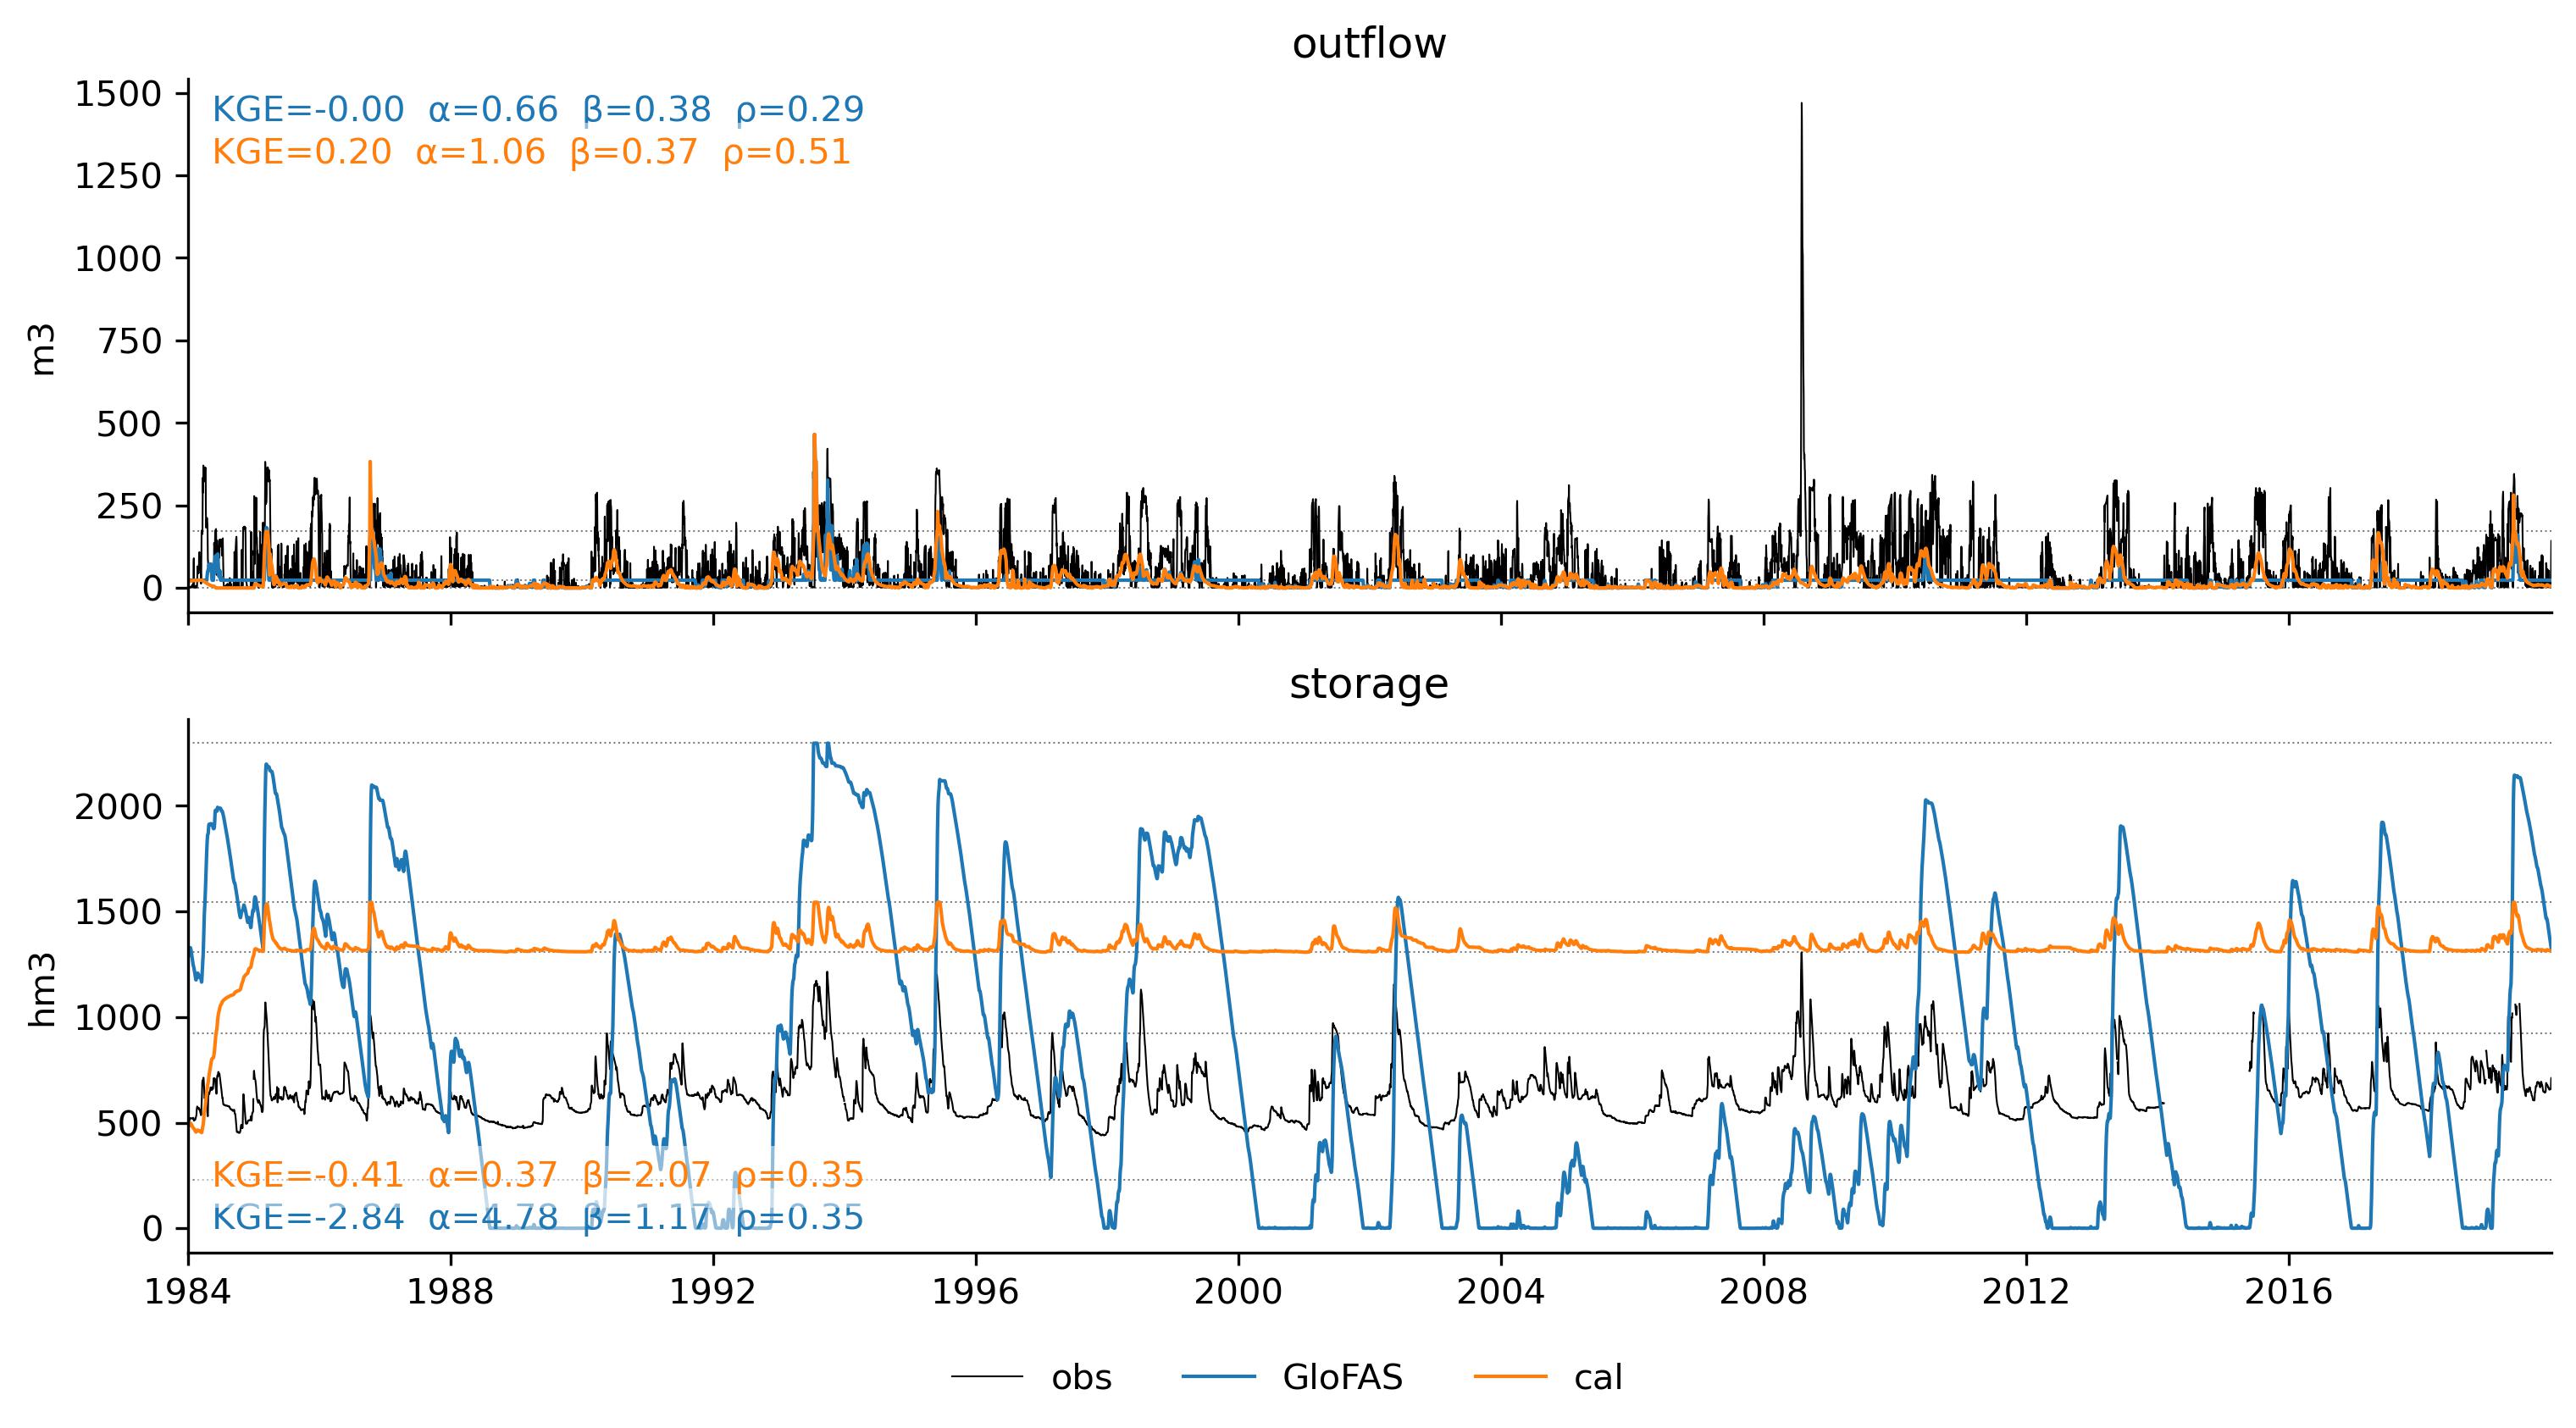 outflow
1500
1250
1000
750
500
250
0
m3
KGE=-0.00 α=0.66 β=0.38 ρ=0.29
KGE=0.20 α=1.06 β=0.37 ρ=0.51
storage
2000
1500
1000
500
0
hm3
KGE=-0.41 α=0.37 β=2.07 ρ=0.35
KGE=-2.84 α=4.78 β=1.17 ρ=0.35
1984 1988 1992 1996 2000 2004 2008 2012 2016
obs GloFAS cal